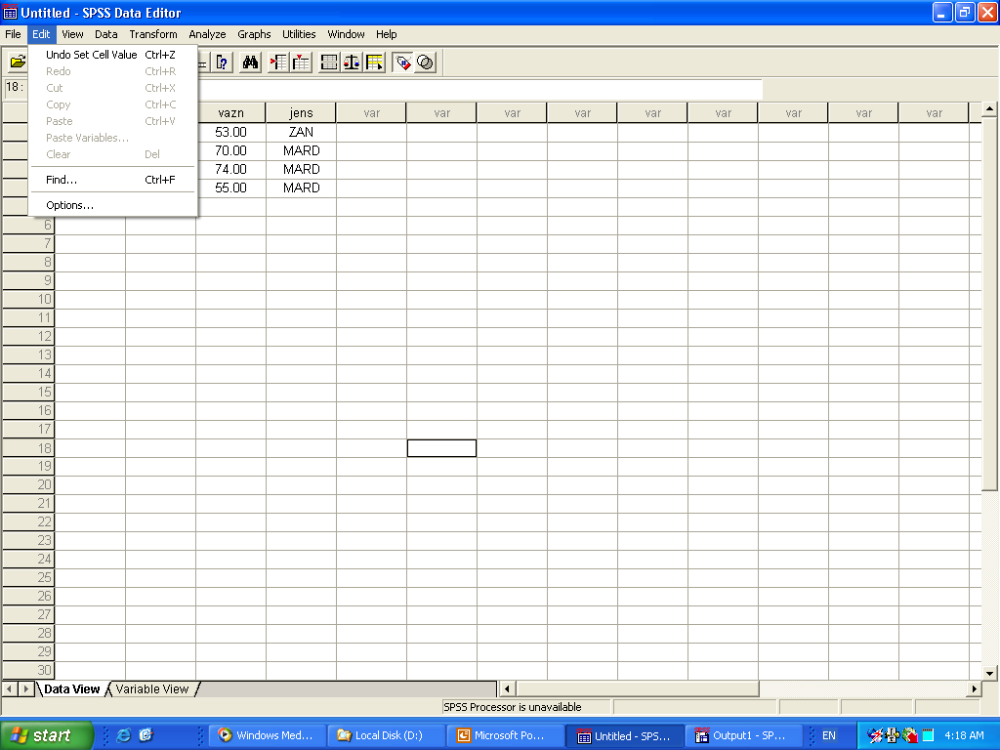 Untitled - SPSS Data Editor
File Edit View Data Transform Analyze Graphs Utilities Window Help
Undo Set Cell Value Ctrl+Z
Redo Ctrl+R
Cut Ctrl+X
Copy Ctrl+C
Paste Ctrl+V
Paste Variables...
Clear Del
Find... Ctrl+F
Options...
18:
vazn jens var var var var var var var var var
53.00 ZAN
70.00 MARD
74.00 MARD
55.00 MARD
6
7
8
9
10
11
12
13
14
15
16
17
18
19
20
21
22
23
24
25
26
27
28
29
30
Data View Variable View
SPSS Processor is unavailable
start Windows Med... Local Disk (D:) Microsoft Po... Untitled - SPS... Output1 - SP... EN 4:18 AM